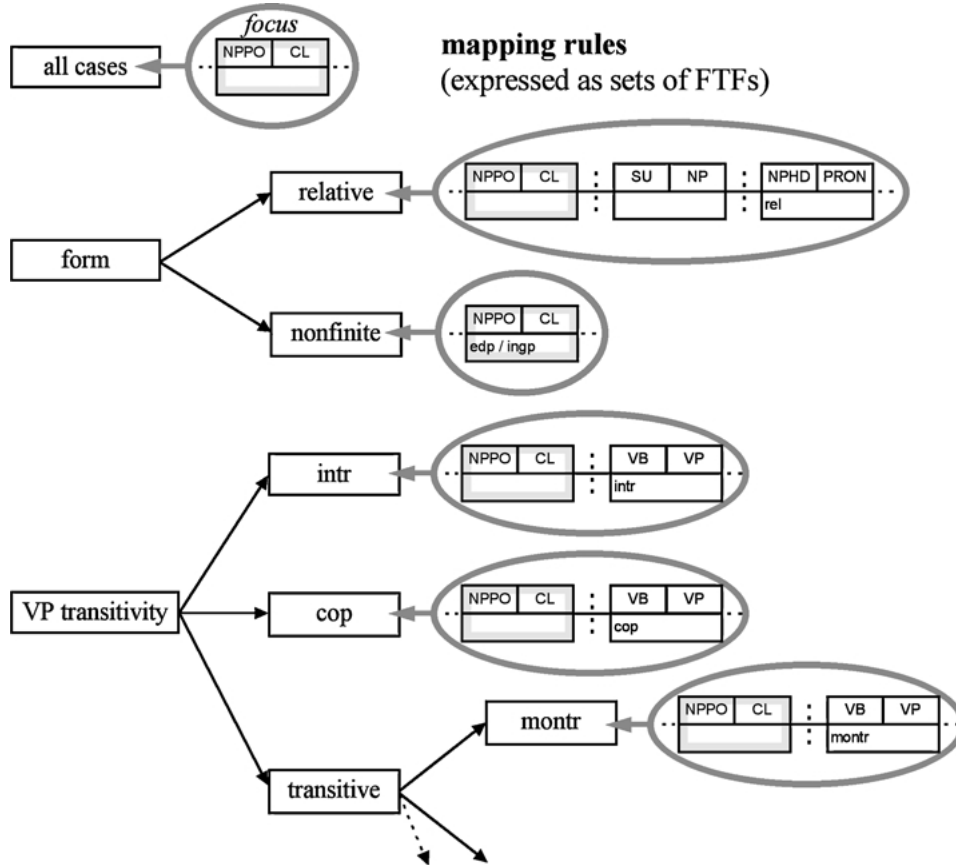 focus
NPPO CL
all cases
mapping rules
(expressed as sets of FTFs)
relative
NPPO CL SU NP NPHD PRON
rel
form
nonfinite
NPPO CL
edp / ingp
intr
NPPO CL VB VP
intr
VP transitivity
cop
NPPO CL VB VP
cop
montr
NPPO CL VB VP
montr
transitive